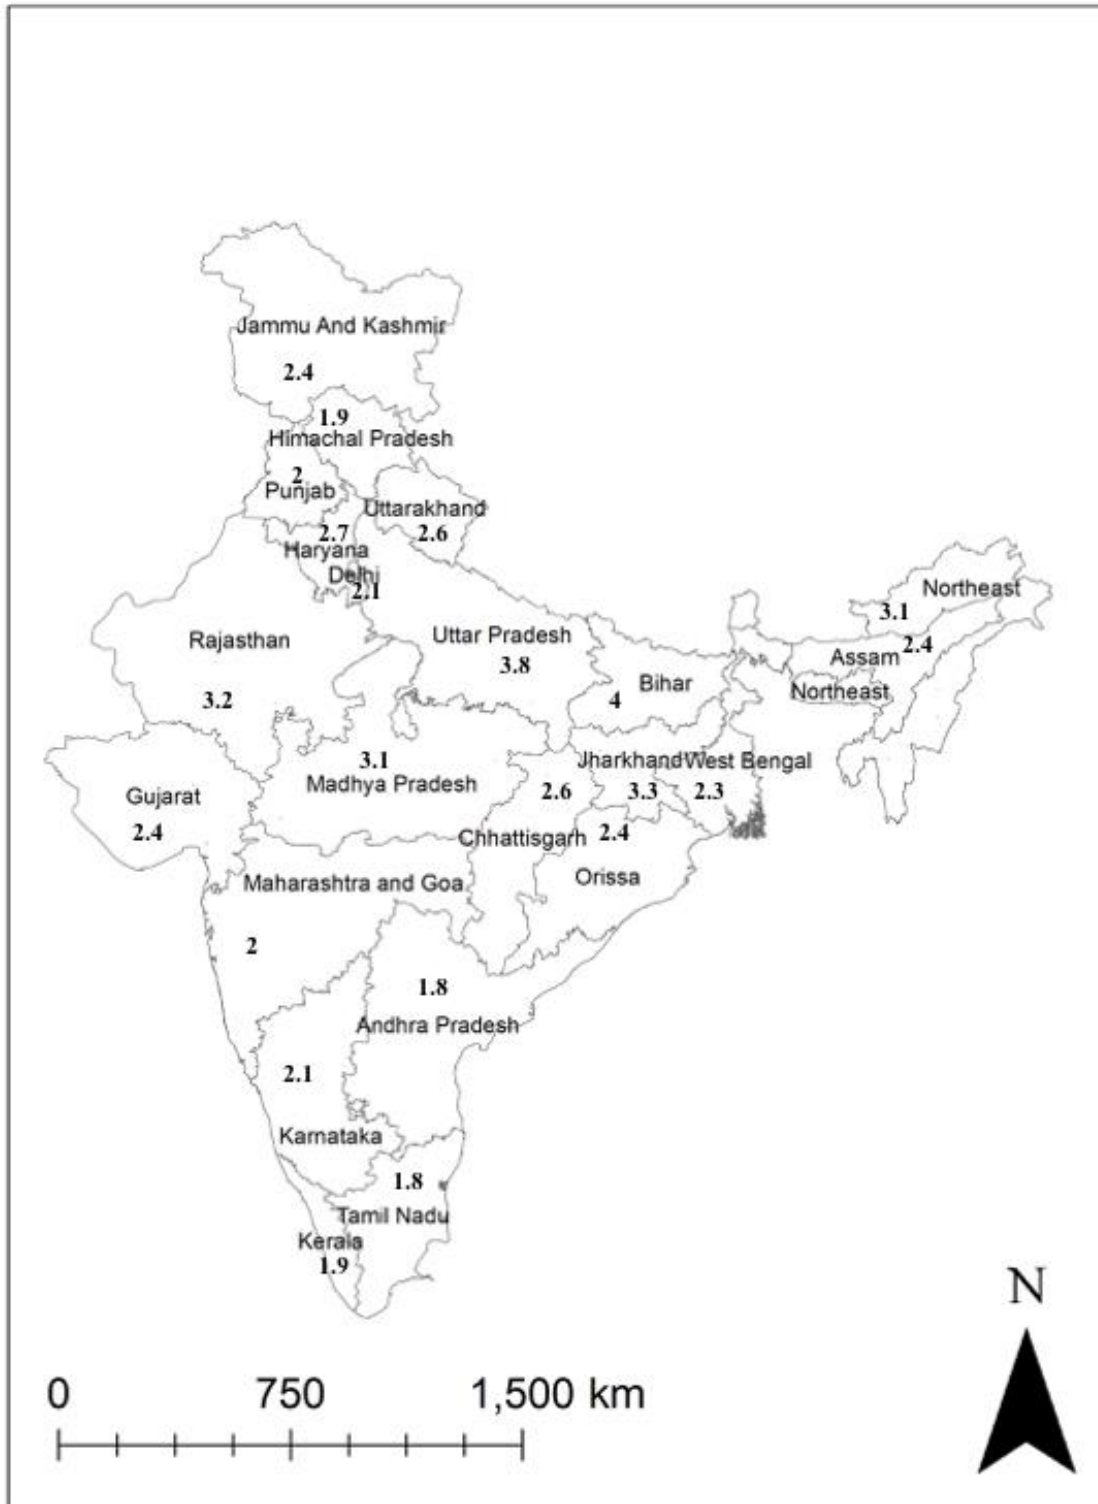 Jammu And Kashmir
2.4
1.9
Himachal Pradesh
2
Punjab
Uttarakhand
2.6
2.7
Haryana
Delhi
2.1
Northeast
3.1
Rajasthan
3.2
Uttar Pradesh
3.8
Assam
2.4
Northeast
Bihar
4
3.1
Madhya Pradesh
Jharkhand
3.3
West Bengal
2.3
Gujarat
2.4
2.6
Chhattisgarh
2.4
Orissa
Maharashtra and Goa
2
1.8
Andhra Pradesh
2.1
Karnataka
1.8
Tamil Nadu
Kerala
1.9
N
0 750 1,500 km